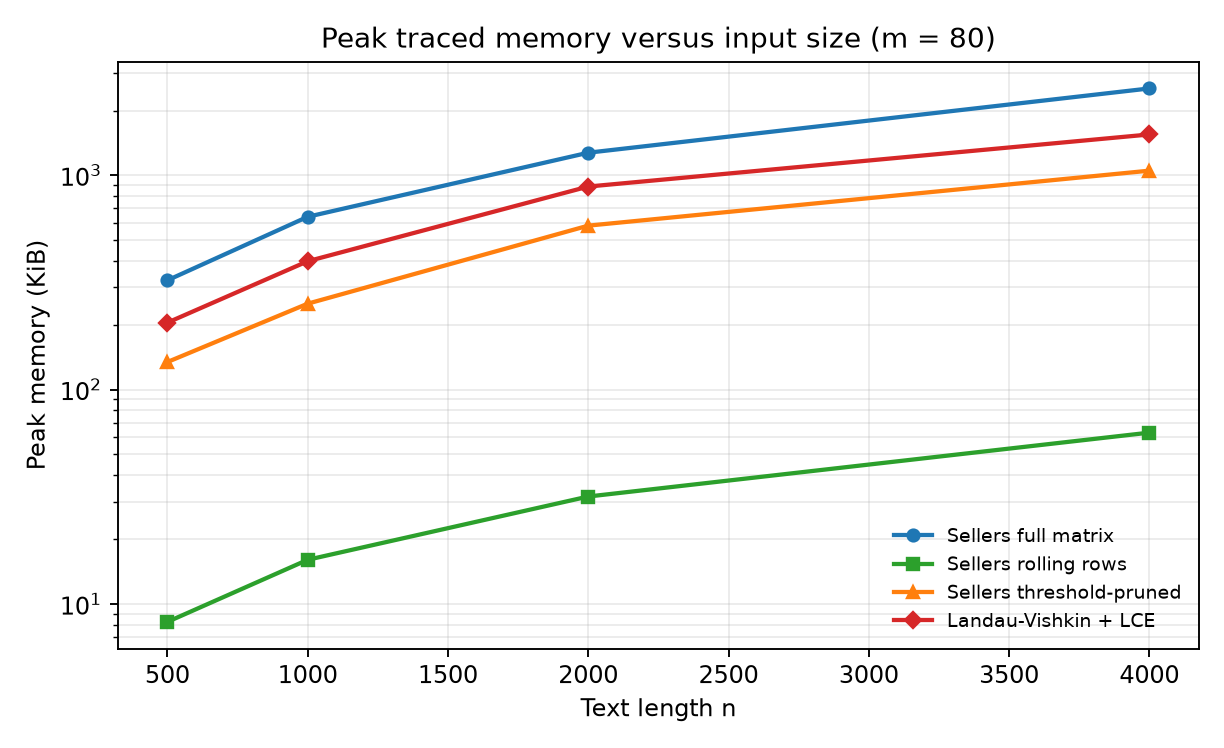 Peak traced memory versus input size (m = 80)
Peak memory (KiB)
10³
10²
10¹
Sellers full matrix
Sellers rolling rows
Sellers threshold-pruned
Landau-Vishkin + LCE
500 1000 1500 2000 2500 3000 3500 4000
Text length n